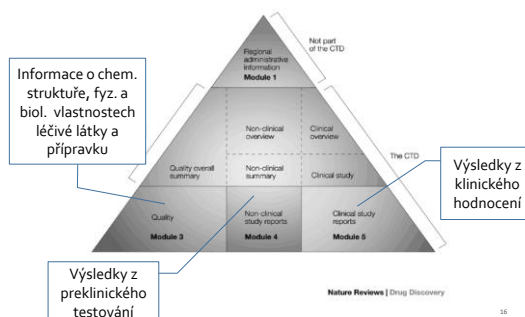 Not part
of the CTD
Regional
administrative
information
Module 1
Informace o chem.
struktuře, fyz. a
biol. vlastnostech
léčivé látky a
přípravku
Non-clinical
overview
Clinical
overview
The CTD
Quality overall
summary
Non-clinical
summary
Clinical study
Výsledky z
klinického
hodnocení
Quality
Module 3
Non-clinical
study reports
Module 4
Clinical study
reports
Module 5
Výsledky z
preklinického
testování
Nature Reviews | Drug Discovery
16